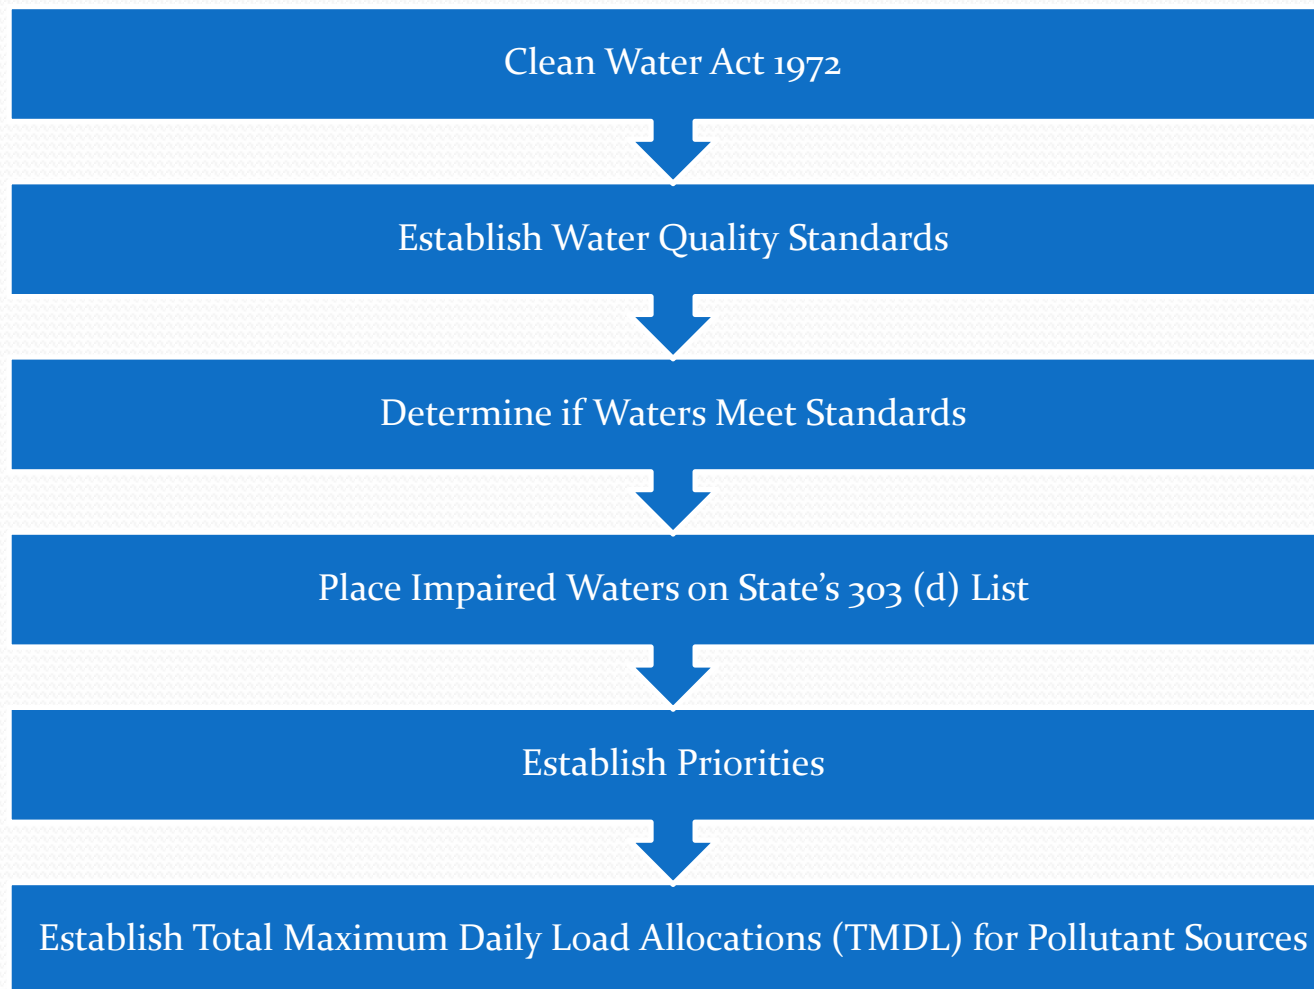 Clean Water Act 1972
Establish Water Quality Standards
Determine if Waters Meet Standards
Place Impaired Waters on State’s 303 (d) List
Establish Priorities
Establish Total Maximum Daily Load Allocations (TMDL) for Pollutant Sources